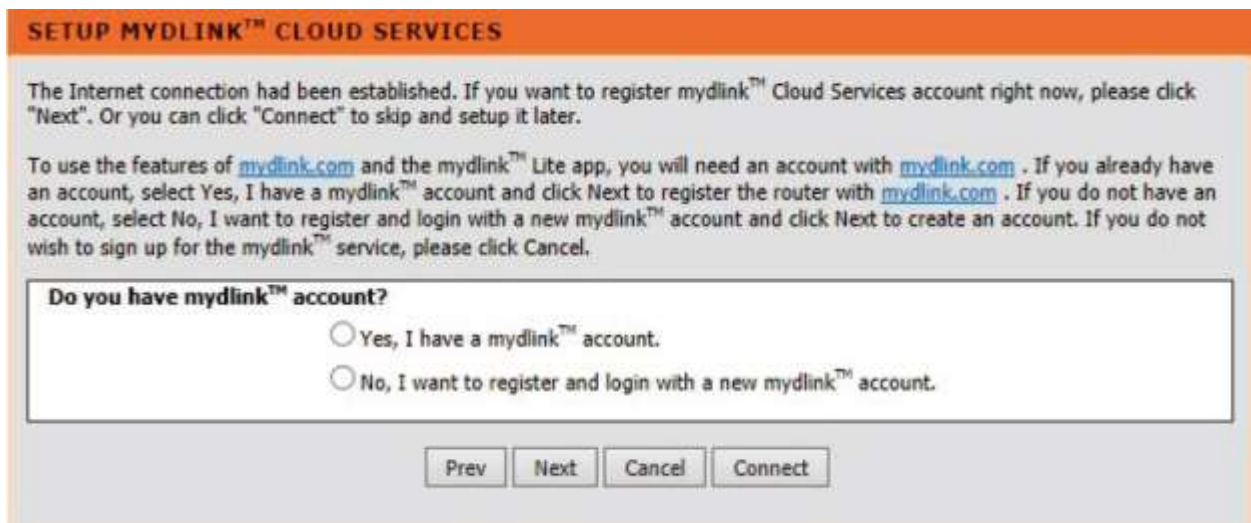 SETUP MYDLINK™ CLOUD SERVICES
The Internet connection had been established. If you want to register mydlink™ Cloud Services account right now, please click
"Next". Or you can click "Connect" to skip and setup it later.
To use the features of mydlink.com and the mydlink™ Lite app, you will need an account with mydlink.com . If you already have
an account, select Yes, I have a mydlink™ account and click Next to register the router with mydlink.com . If you do not have an
account, select No, I want to register and login with a new mydlink™ account and click Next to create an account. If you do not
wish to sign up for the mydlink™ service, please click Cancel.
Do you have mydlink™ account?
Yes, I have a mydlink™ account.
No, I want to register and login with a new mydlink™ account.
Prev Next Cancel Connect